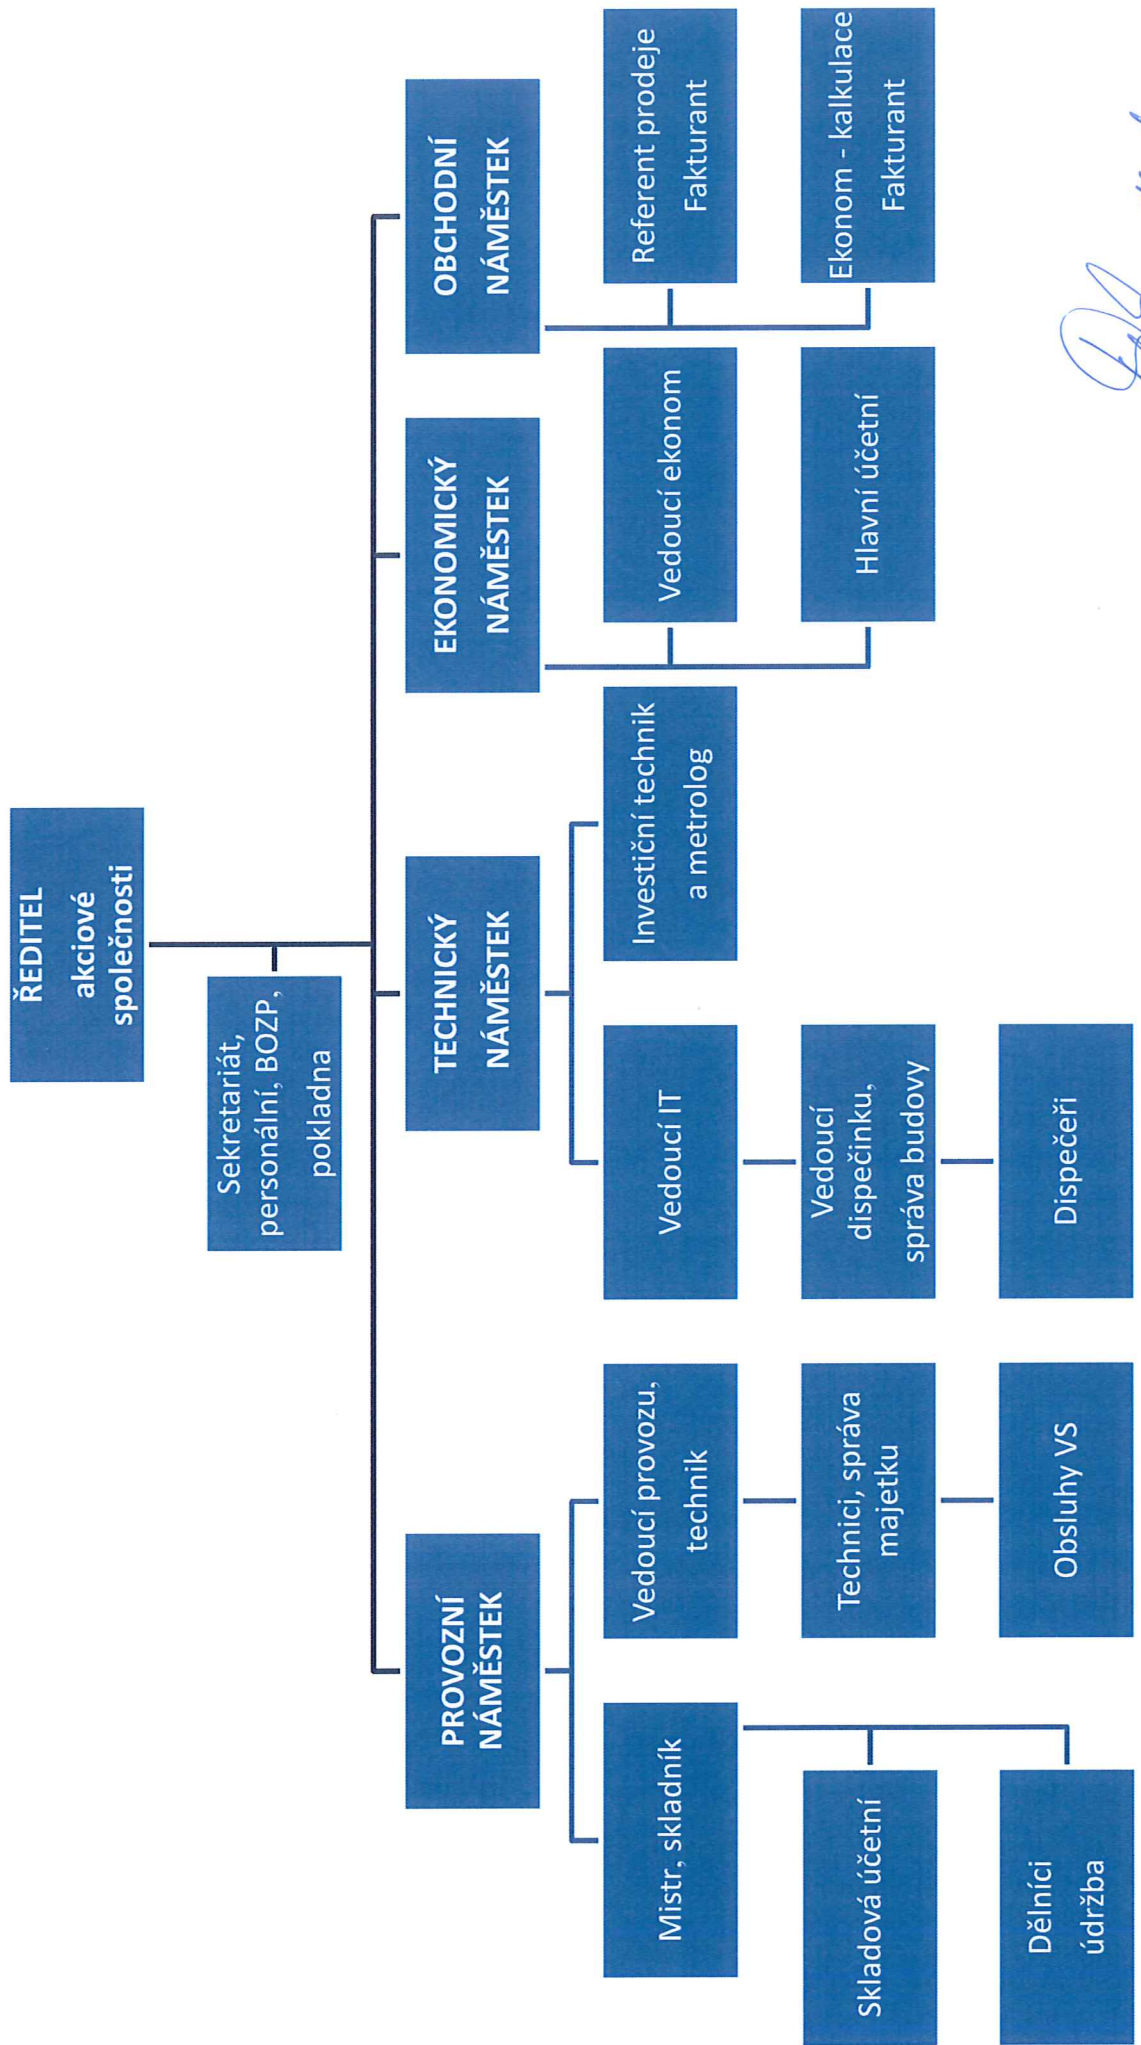 ŘEDITEL
akciové
společnosti
Sekretariát,
personální, BOZP,
pokladna
PROVOZNÍ
NÁMĚSTEK
TECHNICKÝ
NÁMĚSTEK
EKONOMICKÝ
NÁMĚSTEK
OBCHODNÍ
NÁMĚSTEK
Mistr, skladník
Vedoucí provozu,
technik
Vedoucí IT
Investiční technik
a metrolog
Vedoucí ekonom
Referent prodeje
Fakturant
Skladová účetní
Technici, správa
majetku
Vedoucí
dispečinku,
správa budovy
Hlavní účetní
Ekonom - kalkulace
Fakturant
Dělníci
údržba
Obsluhy VS
Dispečeři